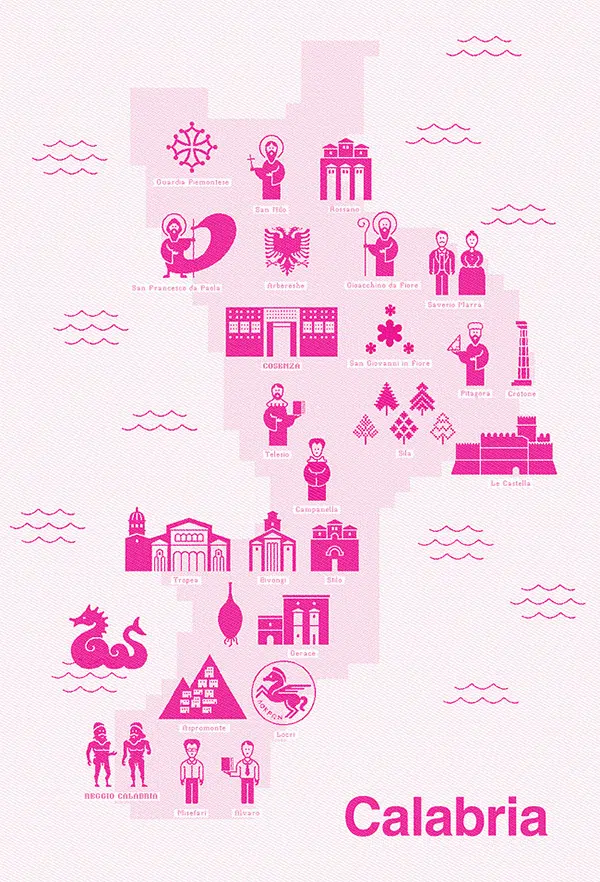 Guardia Piemontese
San Nilo
Rossano
San Francesco da Paola
Arbereshe
Gioacchino da Fiore
Saverio Marra
COSENZA
San Giovanni in Fiore
Pitagora
Crotone
Telesio
Sila
Le Castella
Campanella
Tropea
Bivongi
Stilo
Gerace
Aspromonte
ΛΟΚΡΩΝ
Locri
REGGIO CALABRIA
Misefari
Alvaro
Calabria